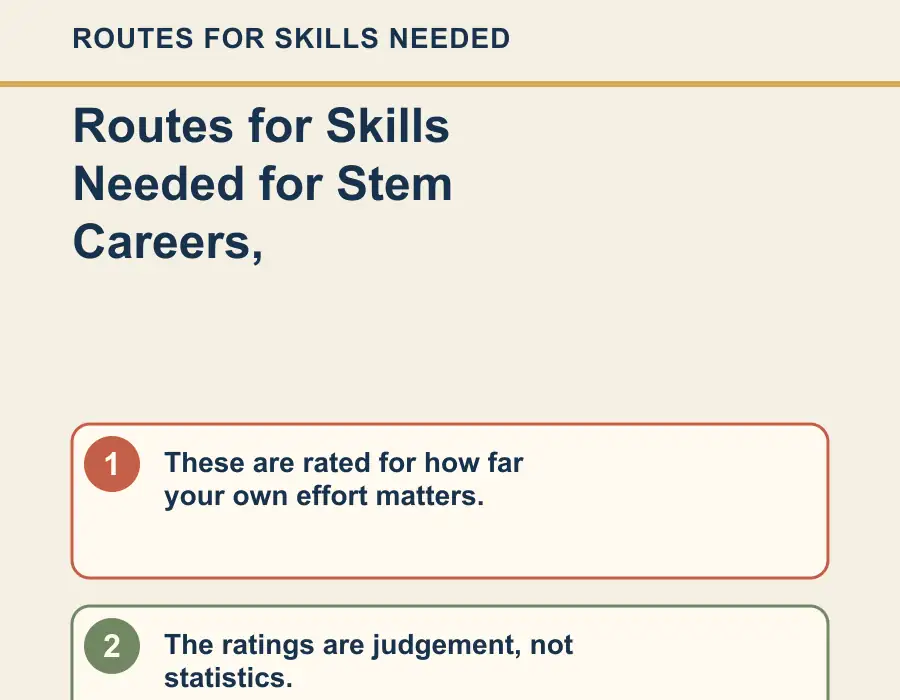 ROUTES FOR SKILLS NEEDED
Routes for Skills
Needed for Stem
Careers,
1
These are rated for how far
your own effort matters.
2
The ratings are judgement, not
statistics.